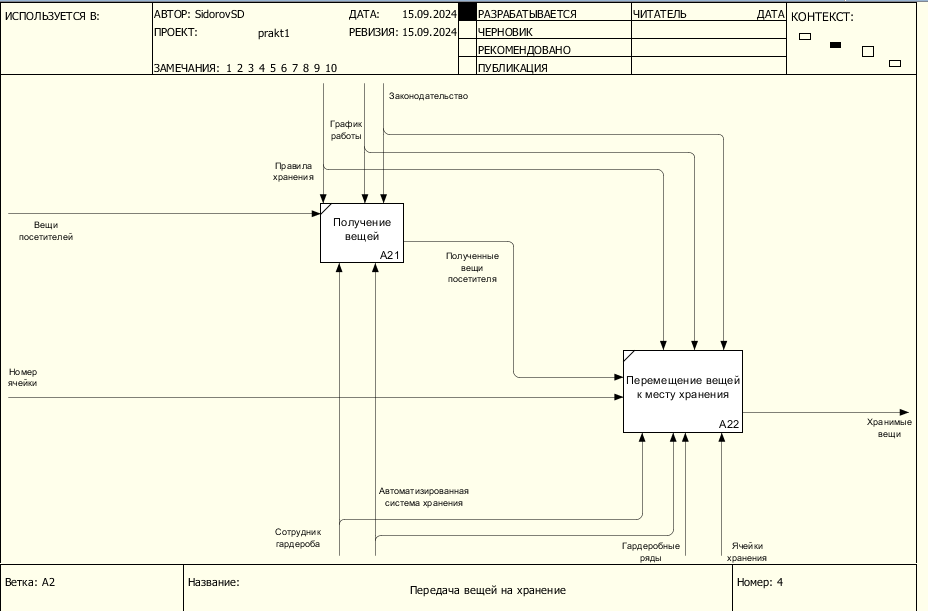 ИСПОЛЬЗУЕТСЯ В:
АВТОР: SidorovSD
ДАТА: 15.09.2024
ПРОЕКТ: prakt1
РЕВИЗИЯ: 15.09.2024
ЗАМЕЧАНИЯ: 1 2 3 4 5 6 7 8 9 10
РАЗРАБАТЫВАЕТСЯ
ЧЕРНОВИК
РЕКОМЕНДОВАНО
ПУБЛИКАЦИЯ
ЧИТАТЕЛЬ
ДАТА
КОНТЕКСТ:
Законодательство
График
работы
Правила
хранения
Вещи
посетителей
Получение
вещей
A21
Полученные
вещи
посетителя
Номер
ячейки
Перемещение вещей
к месту хранения
A22
Хранимые
вещи
Автоматизированная
система хранения
Сотрудник
гардероба
Гардеробные
ряды
Ячейки
хранения
Ветка: A2
Название:
Передача вещей на хранение
Номер: 4